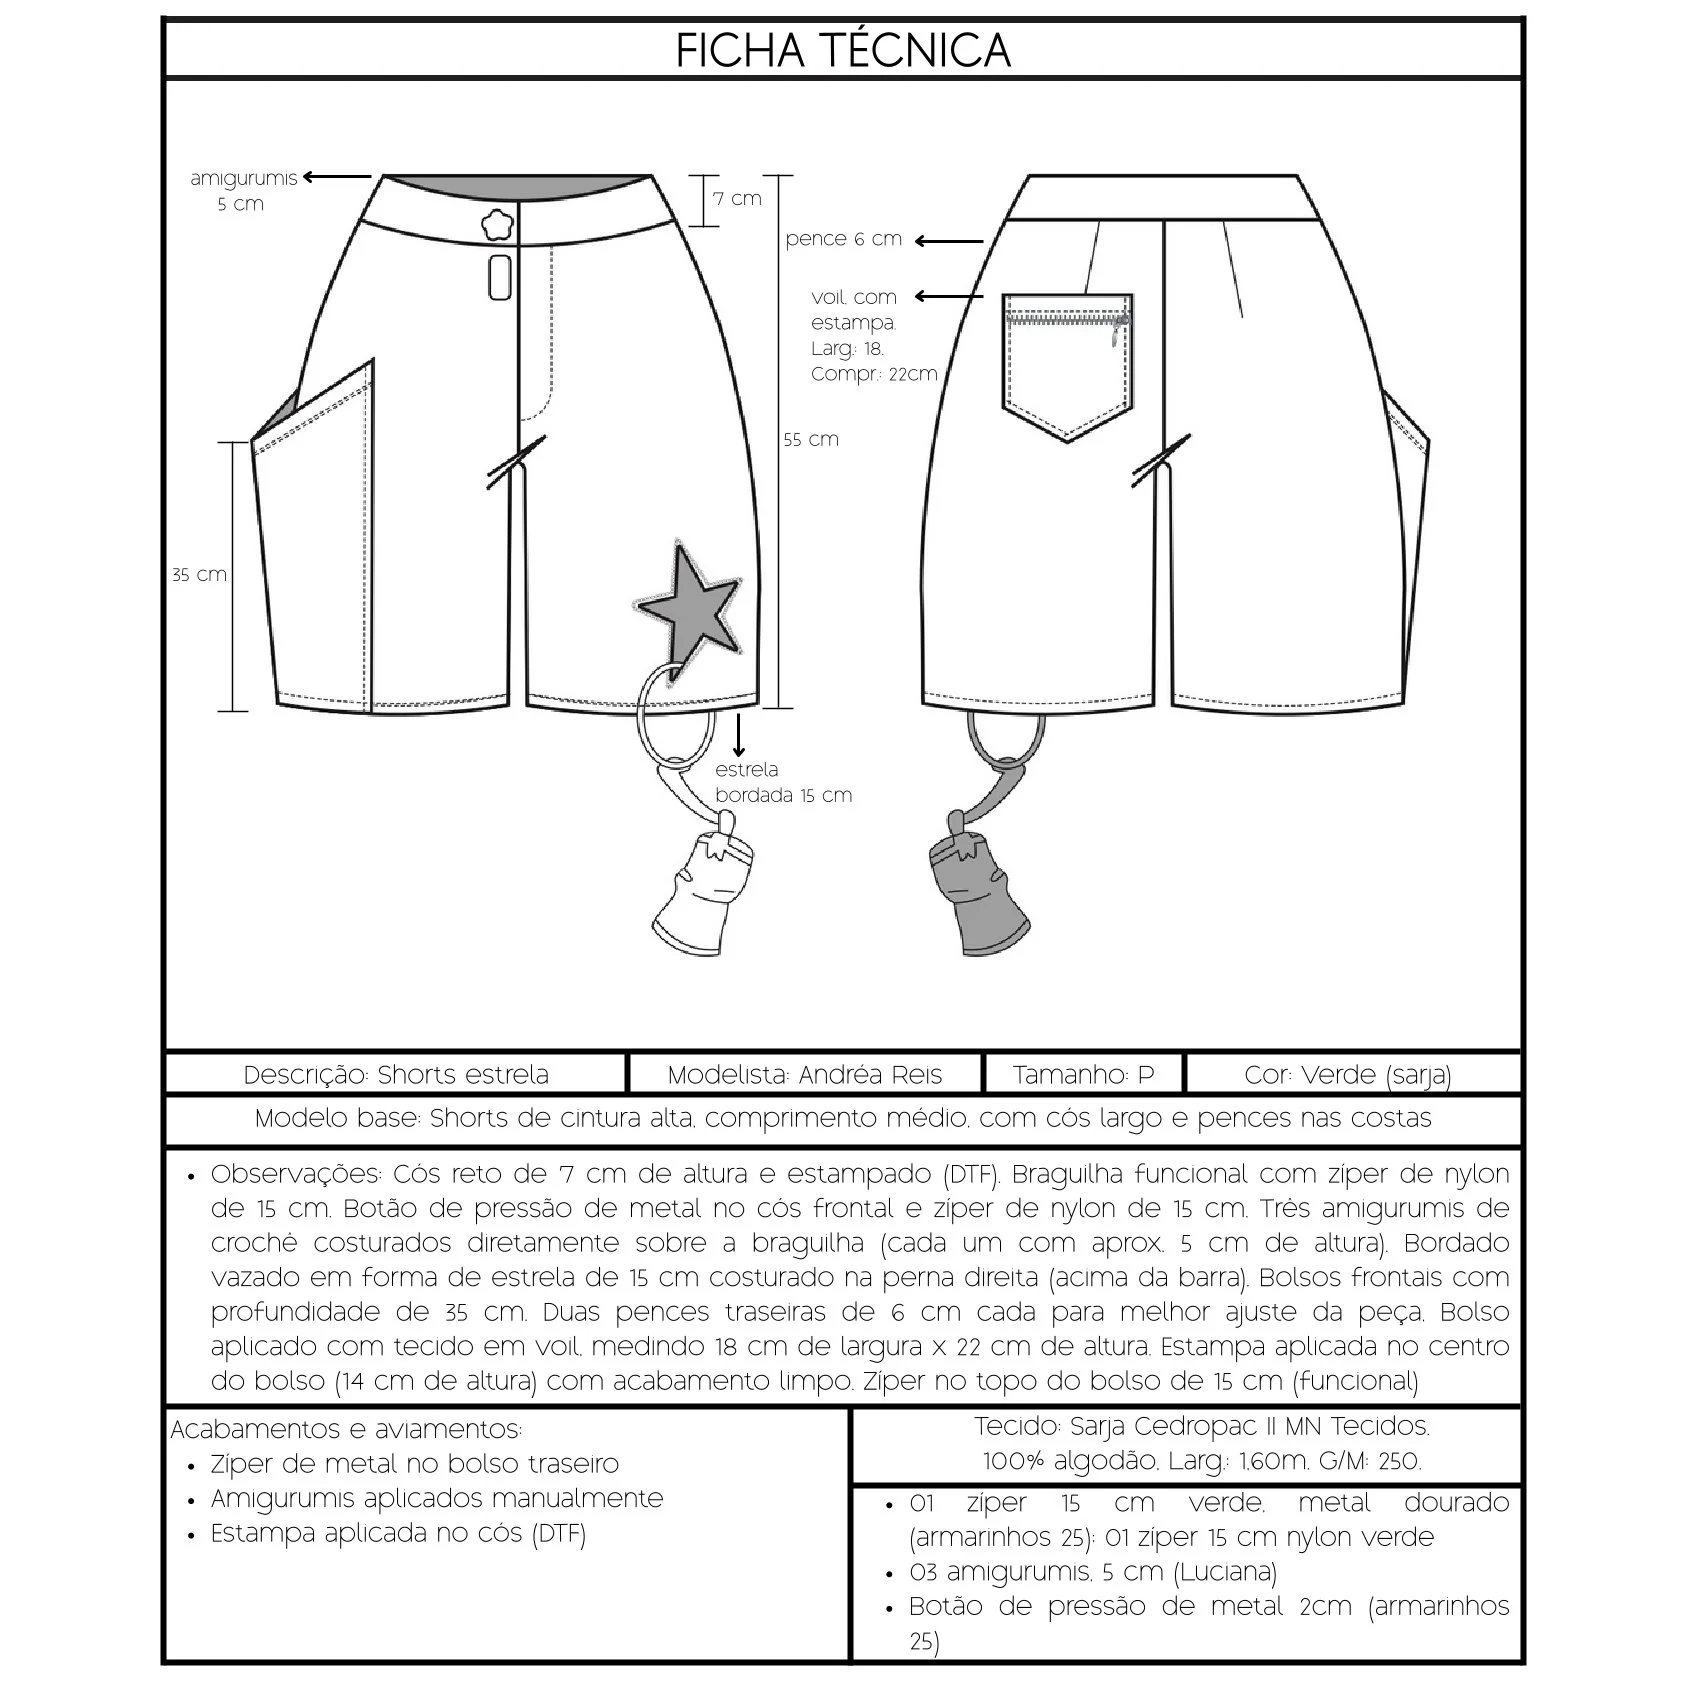 FICHA TÉCNICA
amigurumis
5 cm
7 cm
pence 6 cm
voil, com
estampa.
Larg.: 18.
Compr.: 22cm
55 cm
35 cm
estrela
bordada 15 cm
Descrição: Shorts estrela
Modelista: Andréa Reis
Tamanho: P
Cor: Verde (sarja)
Modelo base: Shorts de cintura alta, comprimento médio, com cós largo e pences nas costas
• Observações: Cós reto de 7 cm de altura e estampado (DTF). Braguilha funcional com zíper de nylon
de 15 cm. Botão de pressão de metal no cós frontal e zíper de nylon de 15 cm. Três amigurumis de
crochê costurados diretamente sobre a braguilha (cada um com aprox. 5 cm de altura). Bordado
vazado em forma de estrela de 15 cm costurado na perna direita (acima da barra). Bolsos frontais com
profundidade de 35 cm. Duas pences traseiras de 6 cm cada para melhor ajuste da peça, Bolso
aplicado com tecido em voil, medindo 18 cm de largura x 22 cm de altura. Estampa aplicada no centro
do bolso (14 cm de altura) com acabamento limpo. Zíper no topo do bolso de 15 cm (funcional)
Acabamentos e aviamentos:
• Zíper de metal no bolso traseiro
• Amigurumis aplicados manualmente
• Estampa aplicada no cós (DTF)
Tecido: Sarja Cedropac II MN Tecidos.
100% algodão, Larg.: 1,60m. G/M: 250.
• 01 zíper 15 cm verde, metal dourado
(armarinhos 25); 01 zíper 15 cm nylon verde
• 03 amigurumis, 5 cm (Luciana)
• Botão de pressão de metal 2cm (armarinhos
25)